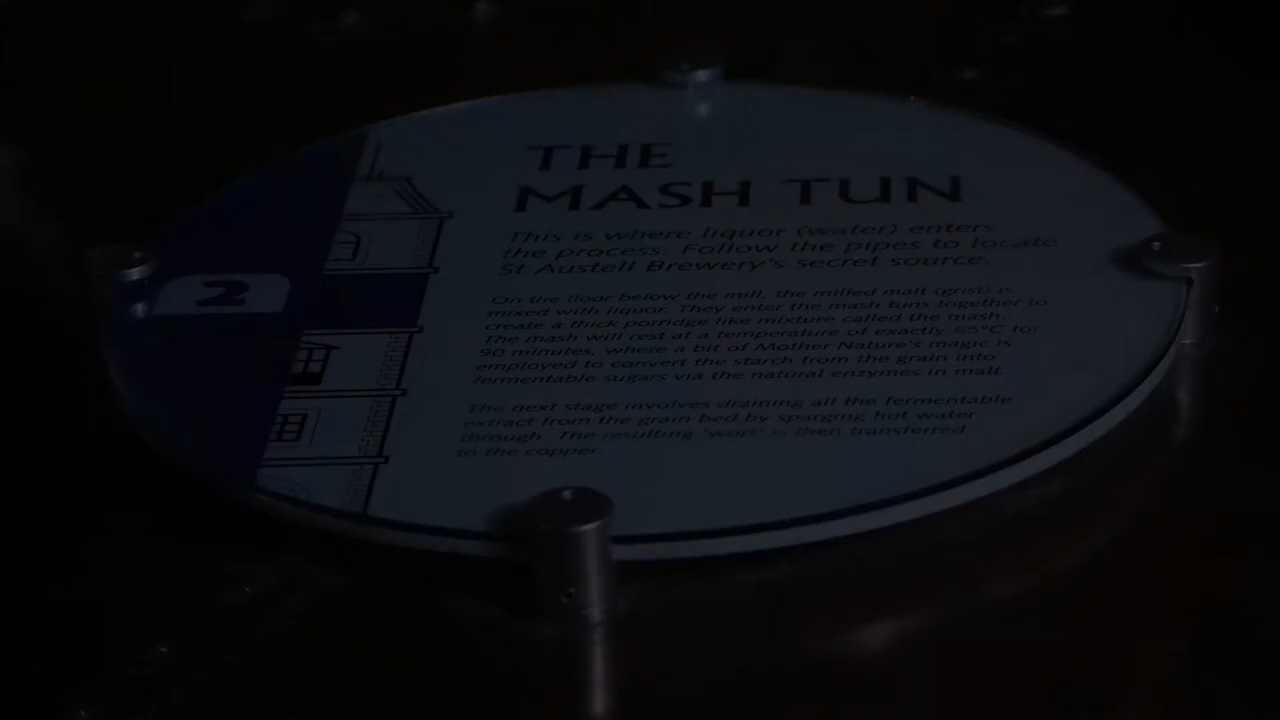 THE
MASH TUN
This is where liquor (water) enters
the process. Follow the pipes to locate
St Austell Brewery's secret source.
2
On the floor below the mill, the milled malt (grist) is
mixed with liquor. They enter the mash tuns together to
create a thick porridge like mixture called the mash.
The mash will rest at a temperature of exactly 65°C for
90 minutes, where a bit of Mother Nature's magic is
employed to convert the starch from the grain into
fermentable sugars via the natural enzymes in malt.
The next stage involves draining all the fermentable
extract from the grain bed by sparging hot water
through. The resulting 'wort' is then transferred
to the copper.